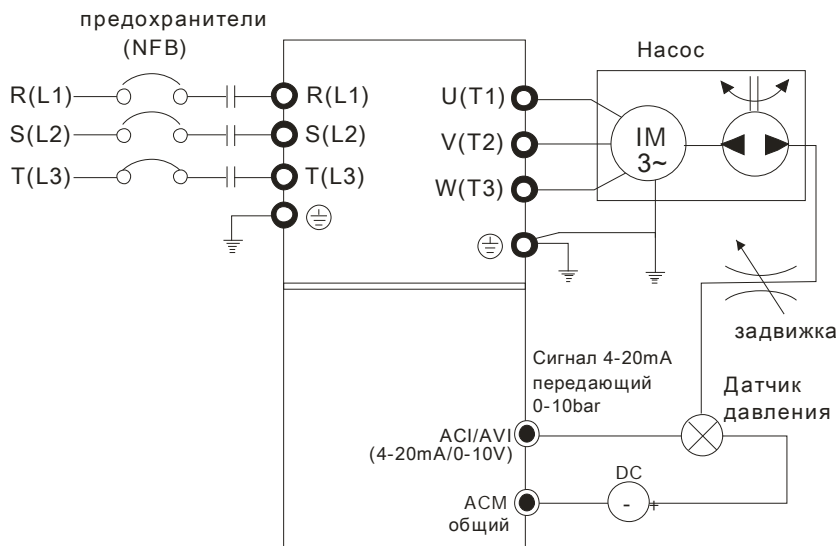 предохранители
(NFB)
Насос
R(L1)
R(L1)
U(T1)
S(L2)
S(L2)
V(T2)
IM
3~
T(L3)
T(L3)
W(T3)
задвижка
Сигнал 4-20mA
передающий
0-10bar
Датчик
давления
ACI/AVI
(4-20mA/0-10V)
DC
- +
ACM
общий